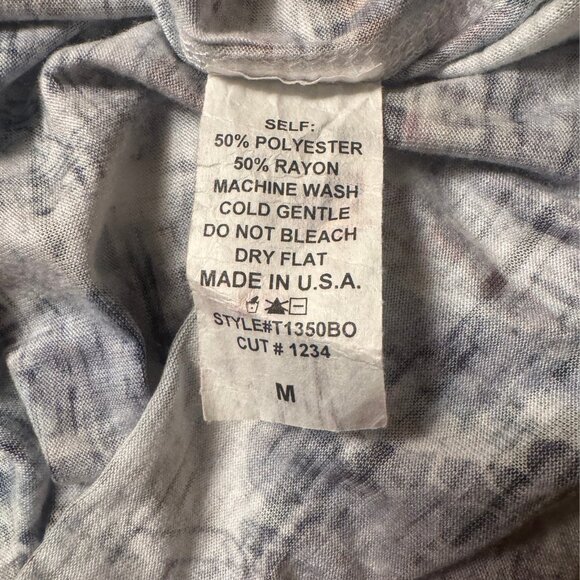 SELF:
50% POLYESTER
50% RAYON
MACHINE WASH
COLD GENTLE
DO NOT BLEACH
DRY FLAT
MADE IN U.S.A.
STYLE#T1350BO
CUT # 1234
M